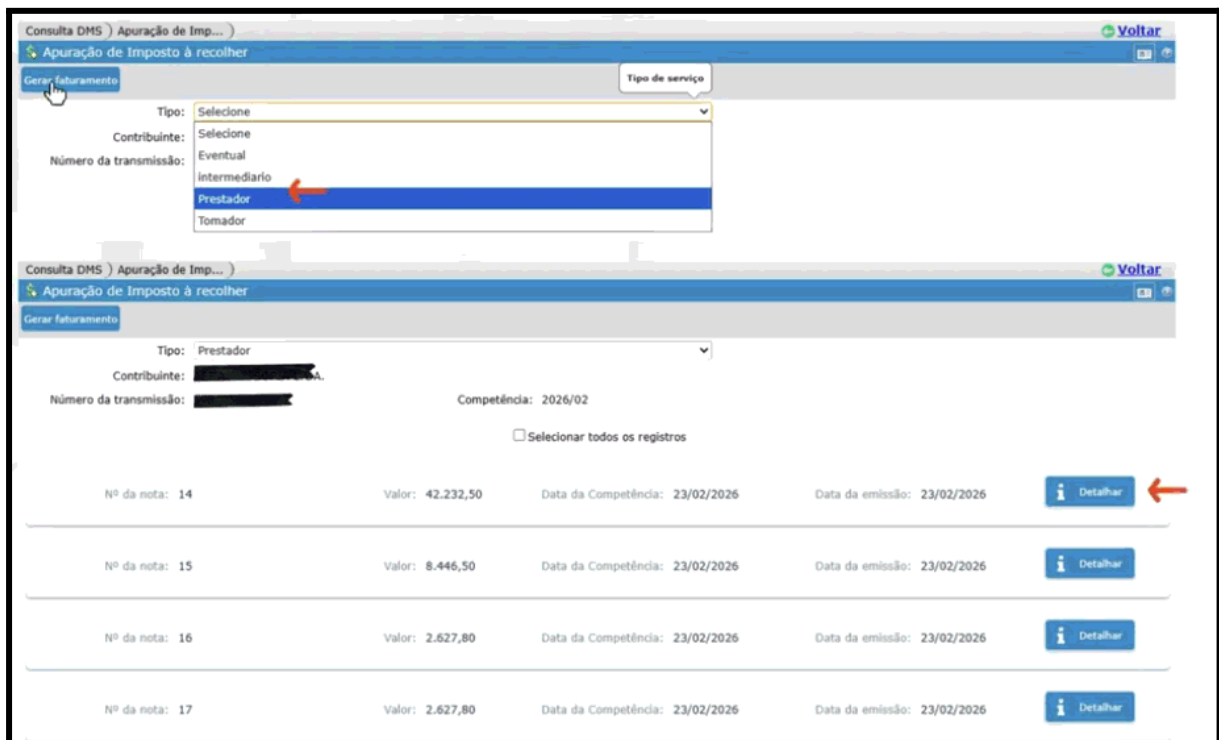 Consulta DMS ) Apuração de Imp... ) Voltar
Apuração de Imposto à recolher
Gerar faturamento Tipo de serviço
Tipo: Selecione
Contribuinte: Selecione
Número da transmissão: Eventual
intermediario
Prestador
Tomador
Consulta DMS ) Apuração de Imp... ) Voltar
Apuração de Imposto à recolher
Gerar faturamento
Tipo: Prestador
Contribuinte: A.
Número da transmissão: Competência: 2026/02
Selecionar todos os registros
Nº da nota: 14 Valor: 42.232,50 Data da Competência: 23/02/2026 Data da emissão: 23/02/2026 i Detalhar
Nº da nota: 15 Valor: 8.446,50 Data da Competência: 23/02/2026 Data da emissão: 23/02/2026 i Detalhar
Nº da nota: 16 Valor: 2.627,80 Data da Competência: 23/02/2026 Data da emissão: 23/02/2026 i Detalhar
Nº da nota: 17 Valor: 2.627,80 Data da Competência: 23/02/2026 Data da emissão: 23/02/2026 i Detalhar